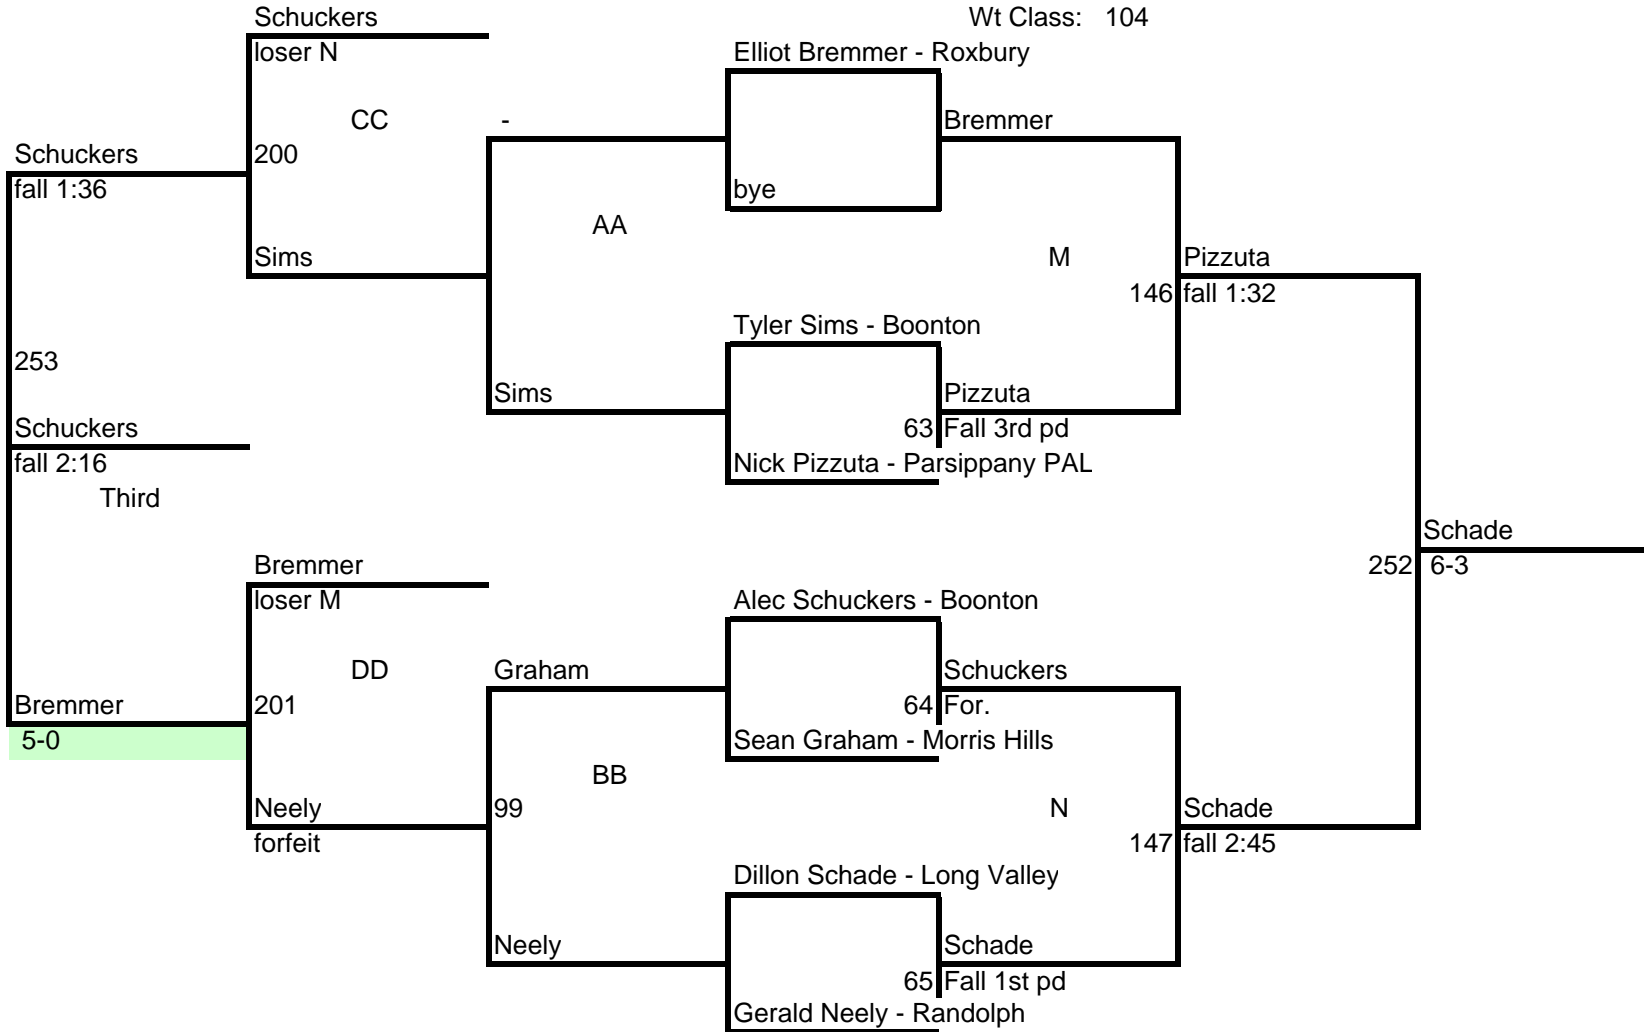 Schuckers
Wt Class: 104
loser N
Elliot Bremmer - Roxbury
CC
-
Bremmer
Schuckers
200
fall 1:36
bye
AA
Sims
M
Pizzuta
146
fall 1:32
Tyler Sims - Boonton
253
Sims
Pizzuta
Schuckers
63
Fall 3rd pd
fall 2:16
Nick Pizzuta - Parsippany PAL
Third
Schade
Bremmer
252
6-3
loser M
Alec Schuckers - Boonton
DD
Graham
Schuckers
Bremmer
201
64
For.
5-0
Sean Graham - Morris Hills
BB
Neely
99
N
Schade
forfeit
147
fall 2:45
Dillon Schade - Long Valley
Neely
Schade
65
Fall 1st pd
Gerald Neely - Randolph